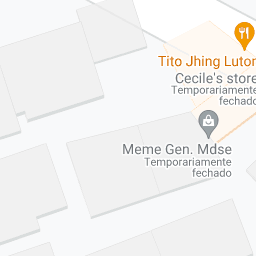 Tito Jhing Luton
Cecile's store
Temporariamente
fechado
Meme Gen. Mdse
Temporariamente
fechado